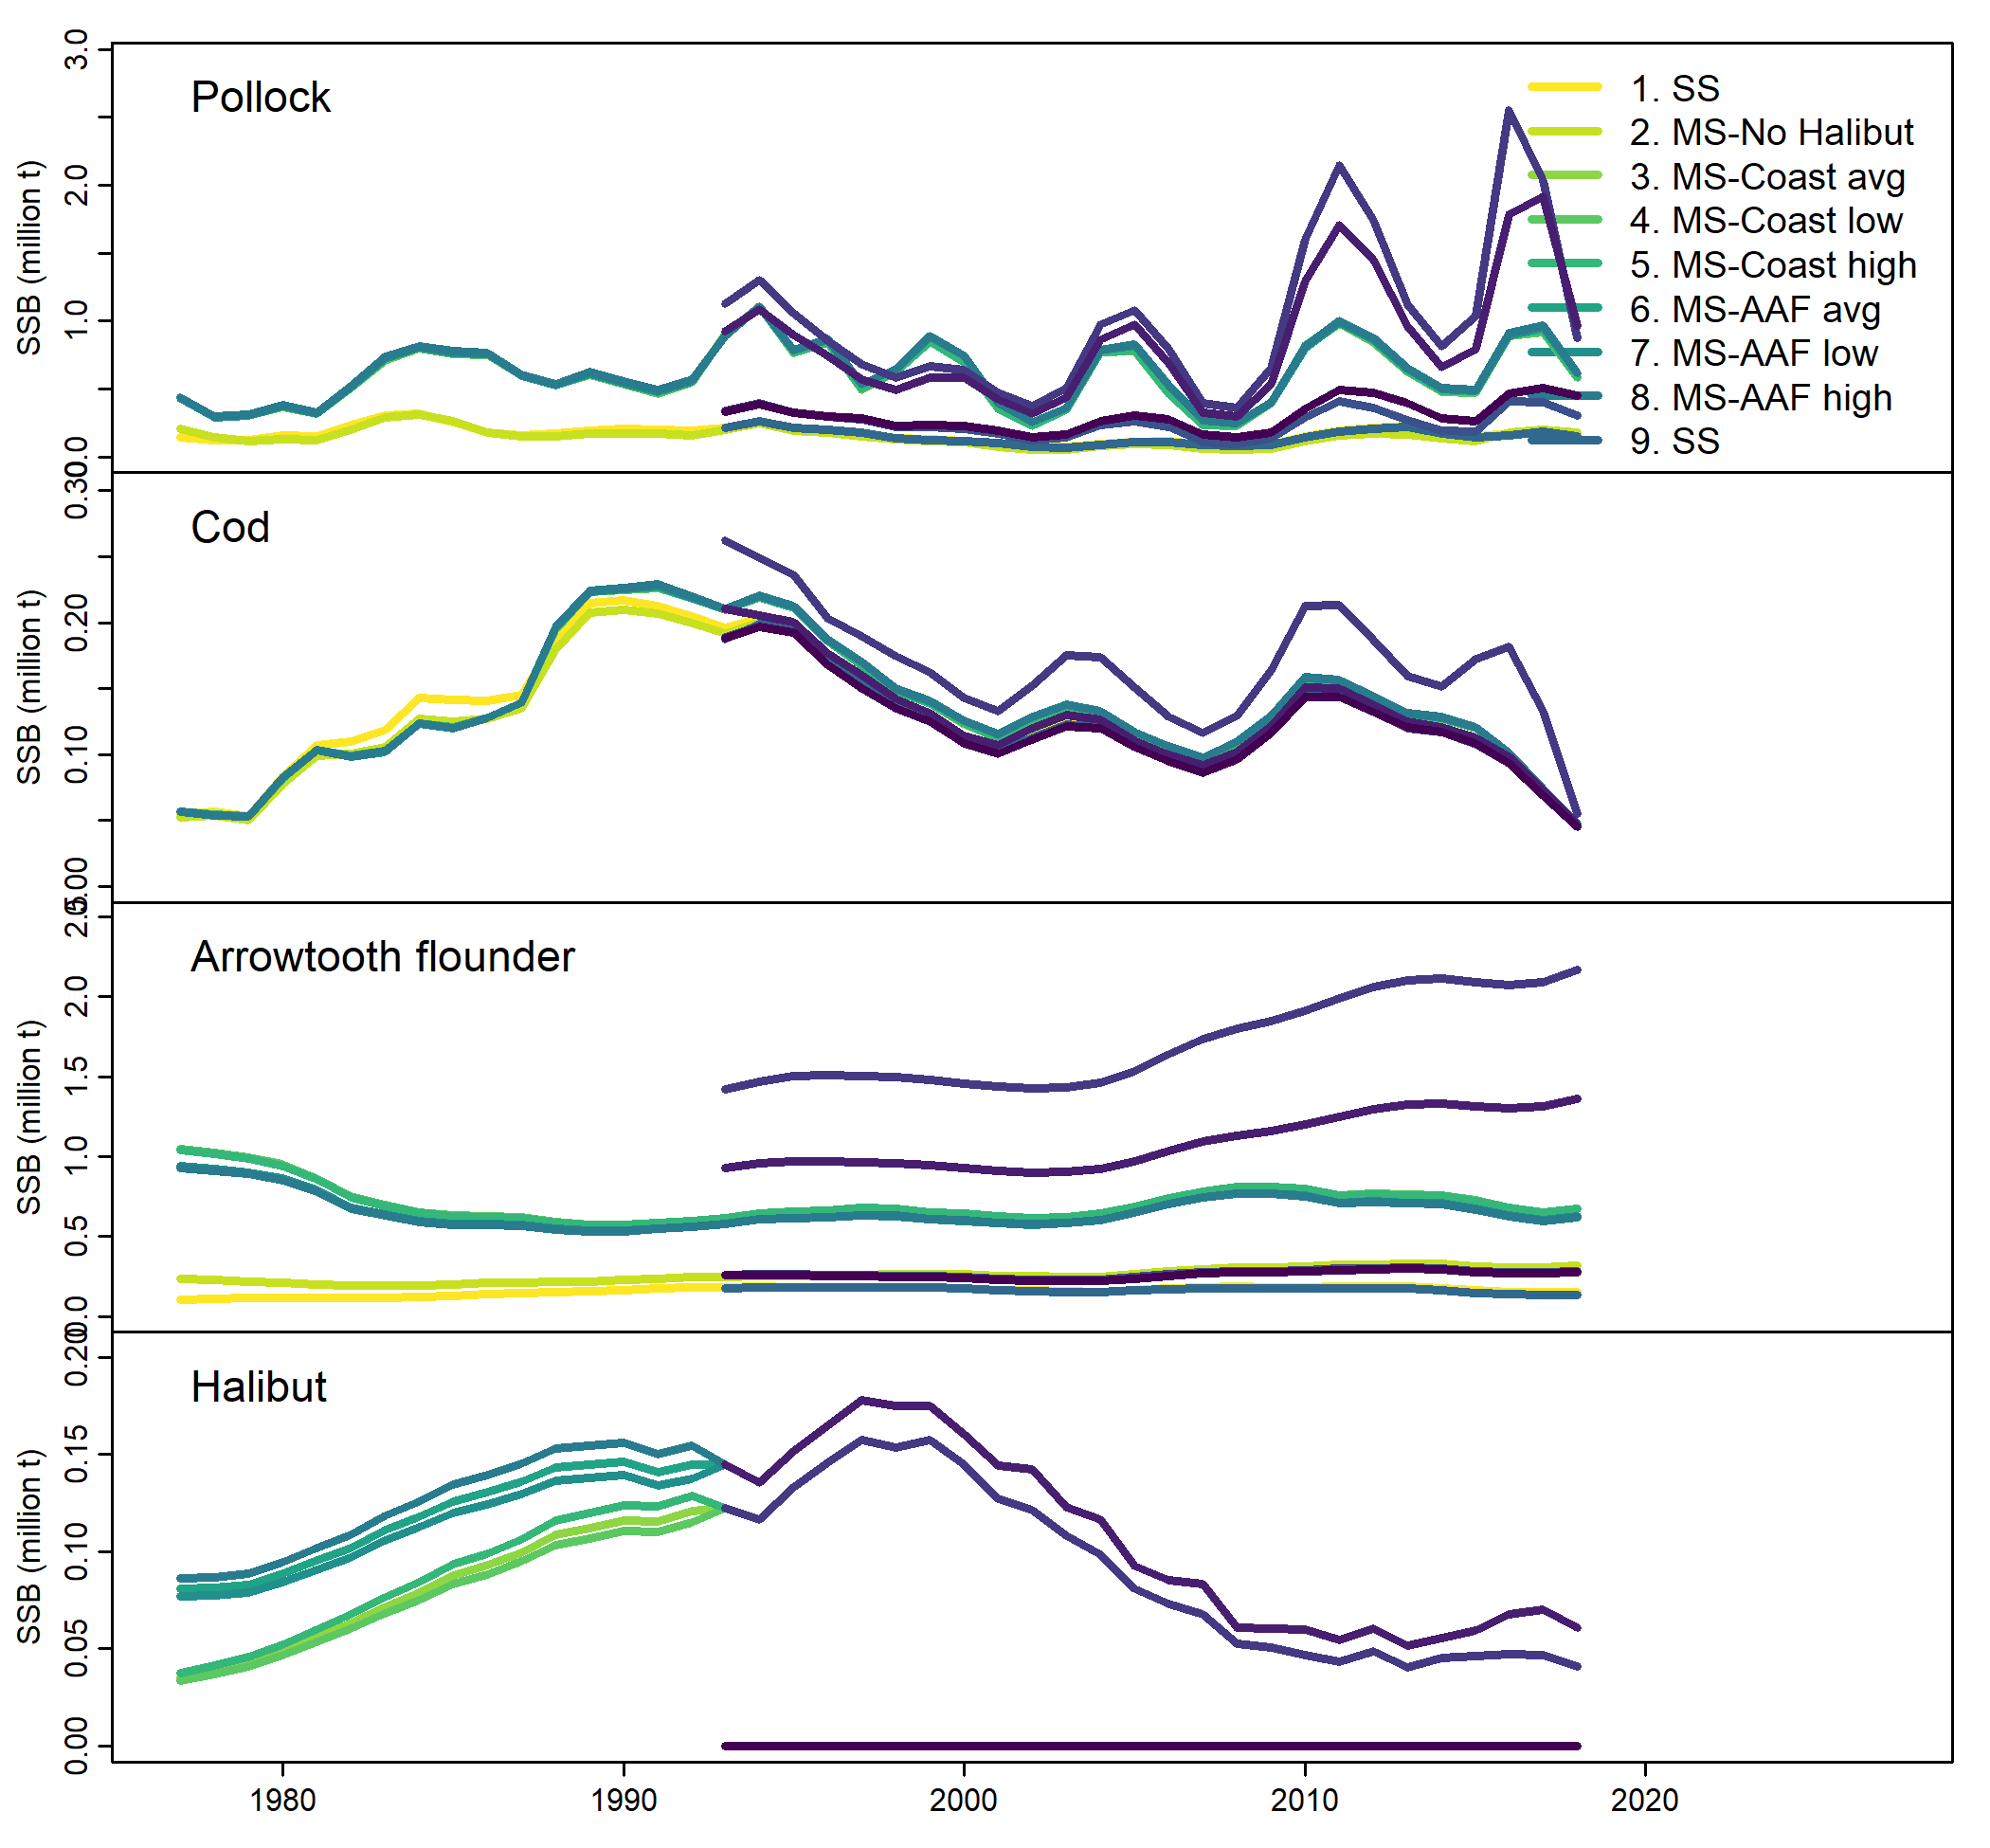 SSB (million t)
3.0
2.0
1.0
0.0
Pollock
1. SS
2. MS-No Halibut
3. MS-Coast avg
4. MS-Coast low
5. MS-Coast high
6. MS-AAF avg
7. MS-AAF low
8. MS-AAF high
9. SS
SSB (million t)
0.30
0.20
0.10
0.00
Cod
SSB (million t)
2.5
2.0
1.5
1.0
0.5
0.0
Arrowtooth flounder
SSB (million t)
0.20
0.15
0.10
0.05
0.00
Halibut
1980 1990 2000 2010 2020